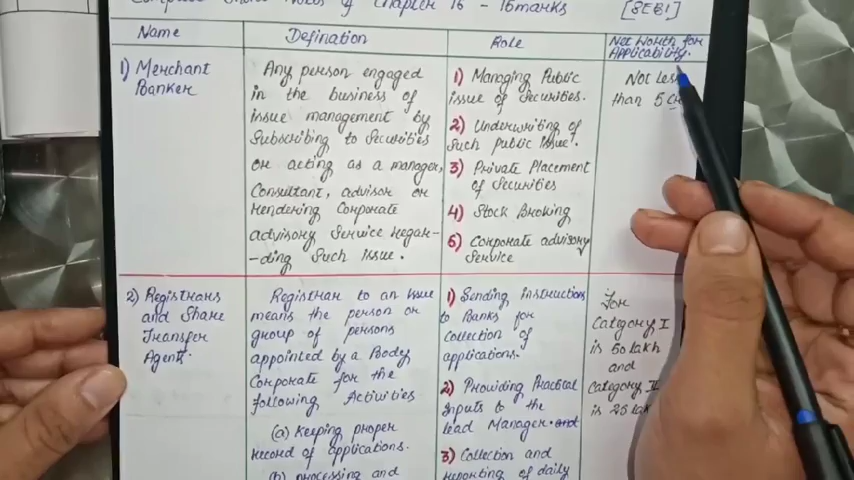 Short Notes of Chapter 16 - 16marks [SEBI]
Name
Defination
Role
Net Worth for
Applicability.
1) Merchant
Banker
Any person engaged
in the business of
issue management by
Subscribing to Securities
or acting as a manager,
Consultant, advisor or
rendering Corporate
advisory Service regar-
-ding Such issue.
1) Managing Public
issue of Securities.
2) Underwriting of
Such public issue.
3) Private Placement
of Securities
4) Stock Broking
5) Corporate advisory
Service
Not Less
than 5
2) Registrars
and Share
Transfer
Agent.
Registrar to an issue
means the person or
group of persons
appointed by a Body
Corporate for the
following Activities
(a) Keeping proper
record of applications.
(b) processing and
1) Sending instructions
to Banks for
Collection of
applications.
2) Providing Practical
Inputs to the
Lead Manager. and
3) Collection and
reporting of daily
For
Category I
is 50 lakh
and
Category II
is 25 lak